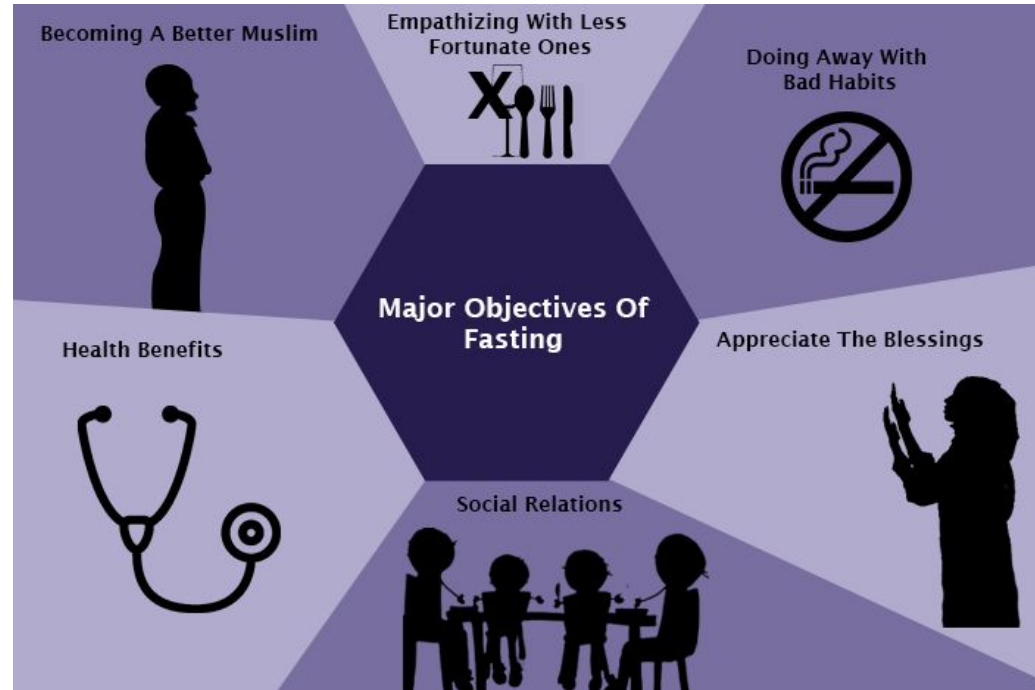 Becoming A Better Muslim
Empathizing With Less
Fortunate Ones
Doing Away With
Bad Habits
Major Objectives Of
Fasting
Health Benefits
Appreciate The Blessings
Social Relations